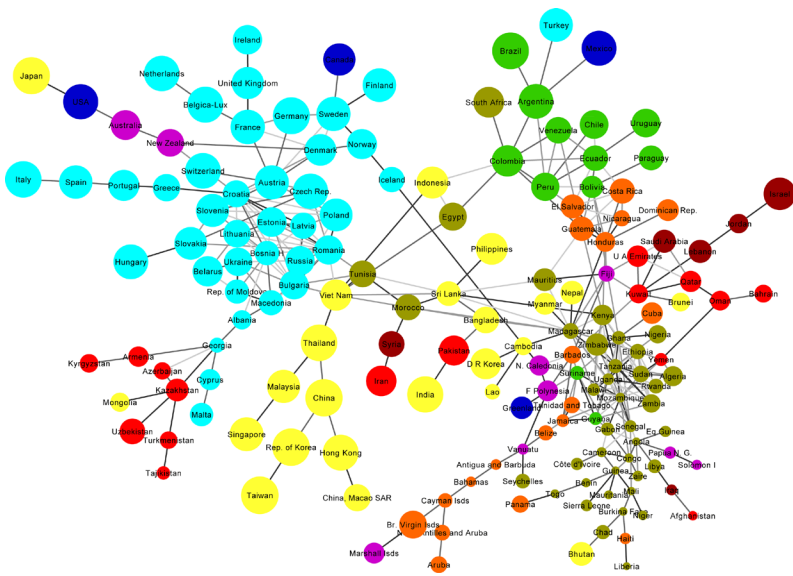 Ireland
Turkey
Brazil
Mexico
Canada
Japan
Netherlands
United Kingdom
Finland
USA
Belgica-Lux
Argentina
South Africa
Germany
Sweden
Australia
France
Venezuela
Chile
Uruguay
New Zealand
Denmark
Norway
Colombia
Ecuador
Paraguay
Switzerland
Italy
Spain
Portugal
Greece
Austria
Iceland
Indonesia
Peru
Bolivia
Costa Rica
Israel
Croatia
Czech Rep.
El Salvador
Slovenia
Poland
Egypt
Nicaragua
Dominican Rep.
Estonia
Latvia
Guatemala
Jordan
Lithuania
Slovakia
Romania
Philippines
Honduras
Saudi Arabia
Lebanon
Hungary
Bosnia H
U A Emirates
Ukraine
Russia
Belarus
Tunisia
Fiji
Rep. of Moldova
Bulgaria
Mauritius
Nepal
Qatar
Viet Nam
Sri Lanka
Kuwait
Bahrain
Macedonia
Morocco
Myanmar
Brunei
Oman
Albania
Bangladesh
Kenya
Cuba
Madagascar
Ghana
Nigeria
Georgia
Thailand
Syria
Cambodia
Zimbabwe
Kyrgyzstan
Armenia
Pakistan
Barbados
Ethiopia
Yemen
Azerbaijan
D R Korea
N. Caledonia
Suriname
Tanzania
Cyprus
Iran
Uganda
Sudan
Algeria
Kazakhstan
Malaysia
Lao
F Polynesia
Malawi
Rwanda
Mongolia
China
India
Mozambique
Zambia
Malta
Greenland
Trinidad and Tobago
Guyana
Uzbekistan
Jamaica
Senegal
Turkmanistan
Singapore
Belize
Gabon
Eq.Guinea
Rep. of Korea
Angola
Hong Kong
Vanuatu
Cameroon
Papua N. G.
Tajikistan
Antigua and Barbuda
Côte d'Ivoire
Congo
Libya
Solomon I
Bahamas
Seychelles
Guinea
Zaire
Benin
Mali
Iraq
Taiwan
China, Macao SAR
Cayman Isds
Panama
Togo
Mauritania
Sierra Leone
Burkina Faso
Niger
Afghanistan
Br. Virgin Isds
Chad
Haiti
Marshall Isds
Bhutan
Aruba
Liberia